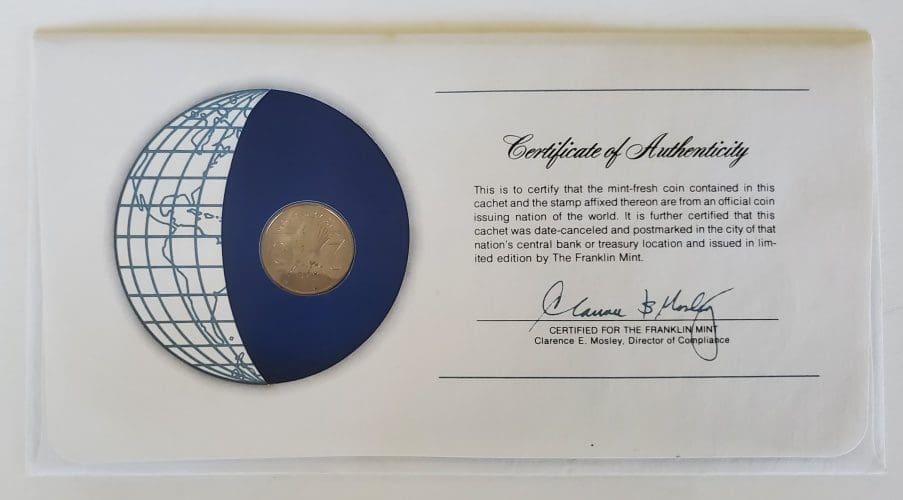 Certificate of Authenticity
This is to certify that the mint-fresh coin contained in this
cachet and the stamp affixed thereon are from an official coin
issuing nation of the world. It is further certified that this
cachet was date-canceled and postmarked in the city of that
nation's central bank or treasury location and issued in lim-
ited edition by The Franklin Mint.
CERTIFIED FOR THE FRANKLIN MINT
Clarence E. Mosley, Director of Compliance